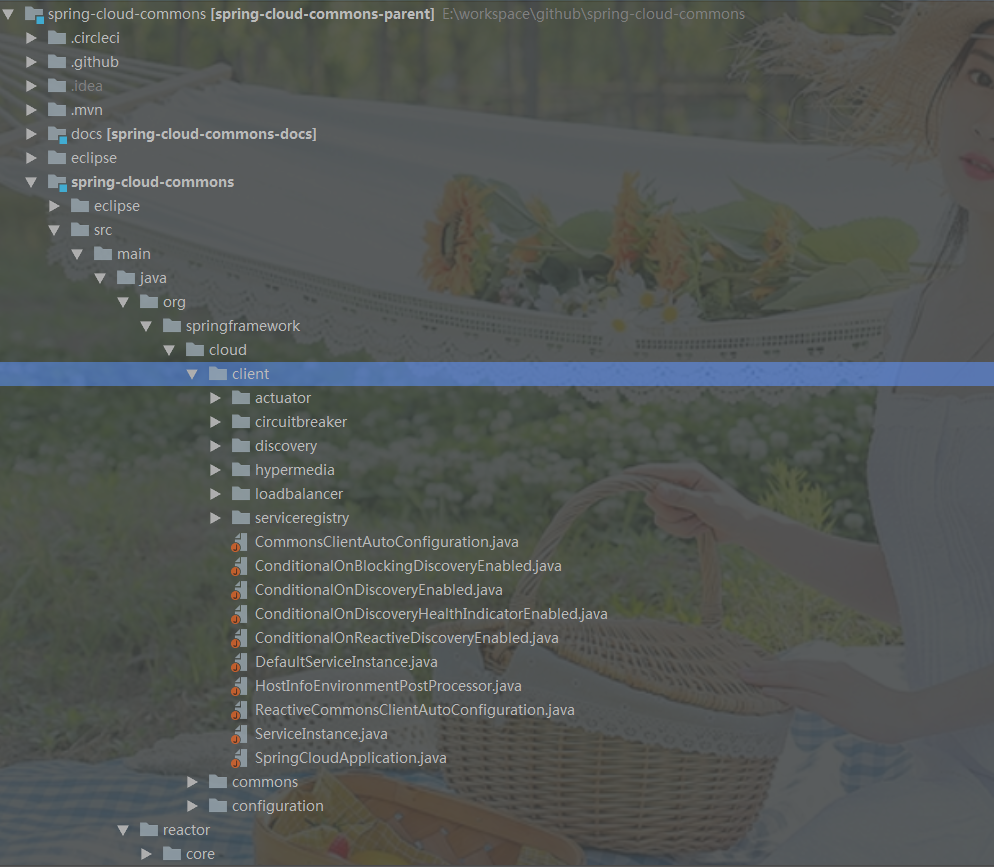 spring-cloud-commons [spring-cloud-commons-parent] E:\workspace\github\spring-cloud-commons
.circleci
.github
.idea
.mvn
docs [spring-cloud-commons-docs]
eclipse
spring-cloud-commons
eclipse
src
main
java
org
springframework
cloud
client
actuator
circuitbreaker
discovery
hypermedia
loadbalancer
serviceregistry
CommonsClientAutoConfiguration.java
ConditionalOnBlockingDiscoveryEnabled.java
ConditionalOnDiscoveryEnabled.java
ConditionalOnDiscoveryHealthIndicatorEnabled.java
ConditionalOnReactiveDiscoveryEnabled.java
DefaultServiceInstance.java
HostInfoEnvironmentPostProcessor.java
ReactiveCommonsClientAutoConfiguration.java
ServiceInstance.java
SpringCloudApplication.java
commons
configuration
reactor
core